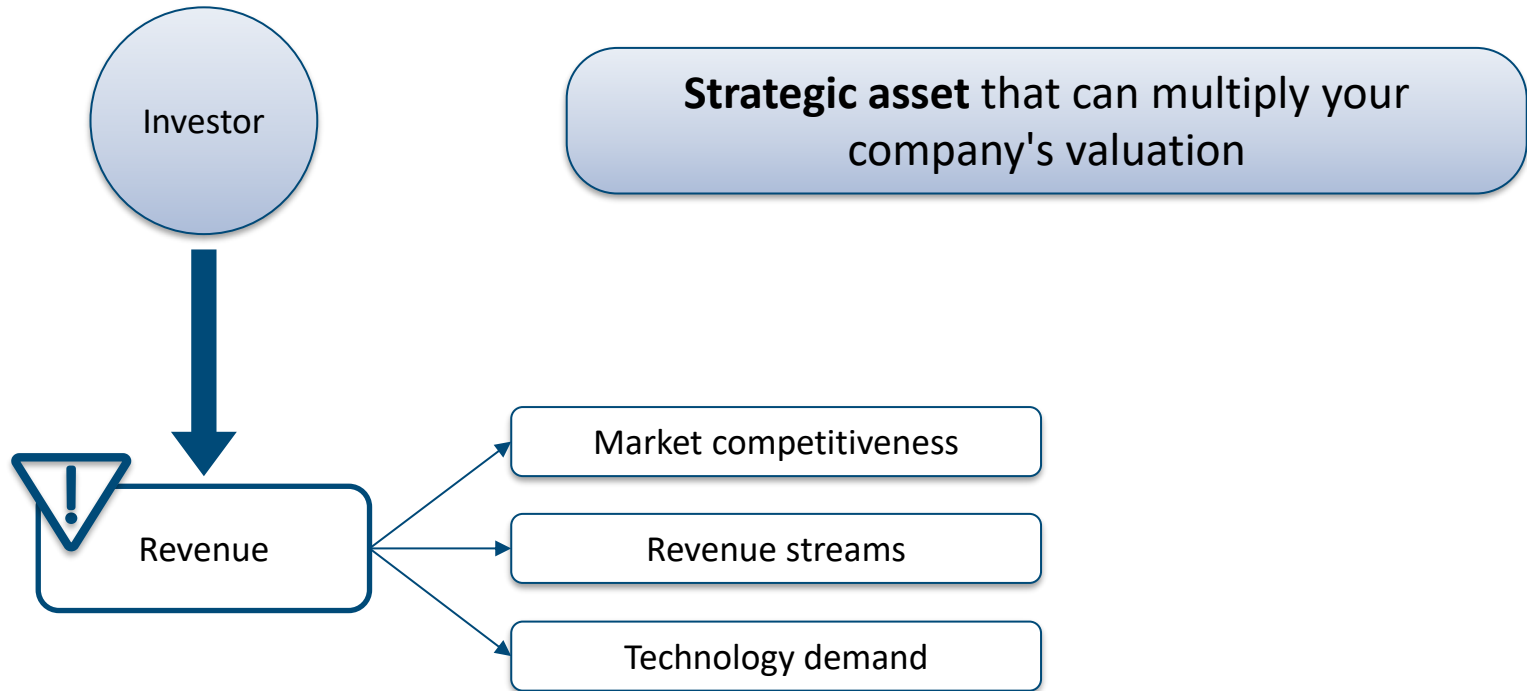 Investor
Strategic asset that can multiply your
company's valuation
Market competitiveness
!
Revenue
Revenue streams
Technology demand